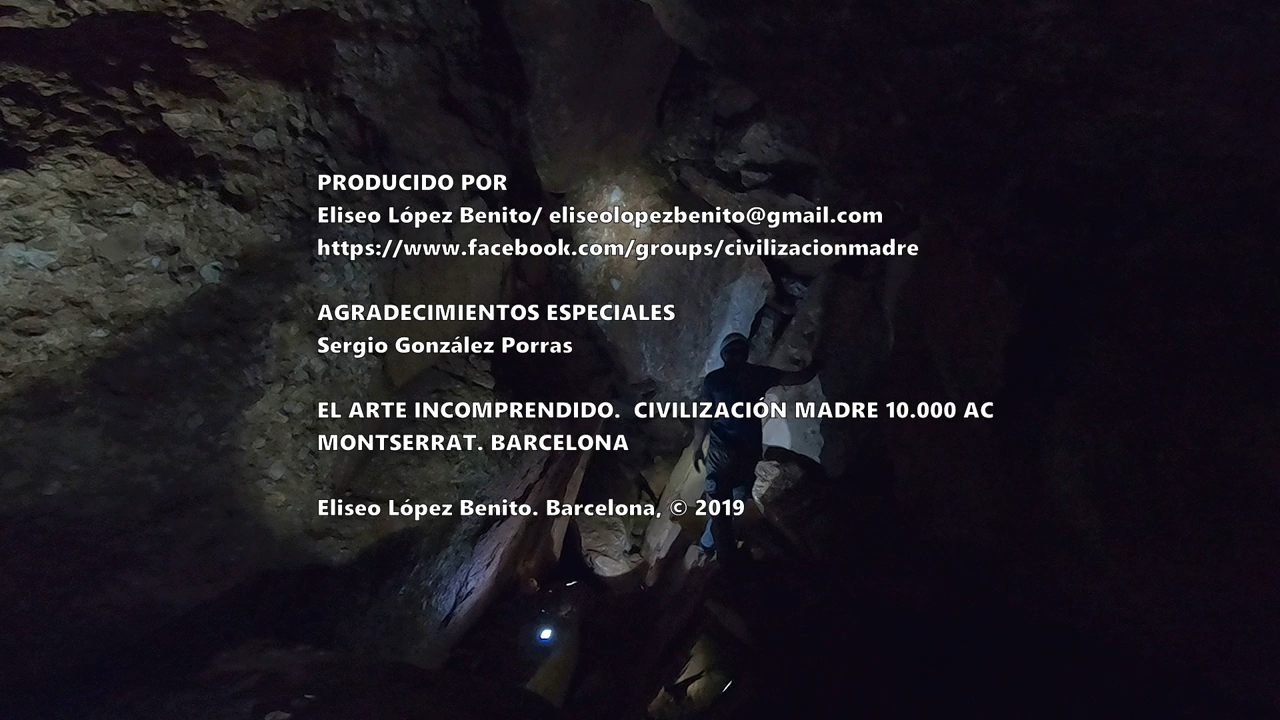 PRODUCIDO POR
Eliseo López Benito/ eliseolopezbenito@gmail.com
https://www.facebook.com/groups/civilizacionmadre
AGRADECIMIENTOS ESPECIALES
Sergio González Porras
EL ARTE INCOMPRENDIDO. CIVILIZACIÓN MADRE 10.000 AC
MONTSERRAT. BARCELONA
Eliseo López Benito. Barcelona, © 2019